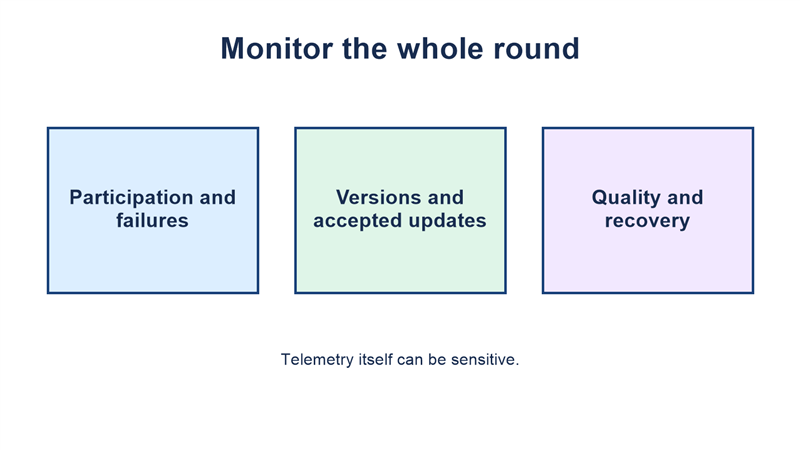 Monitor the whole round
Participation and
failures
Versions and
accepted updates
Quality and
recovery
Telemetry itself can be sensitive.